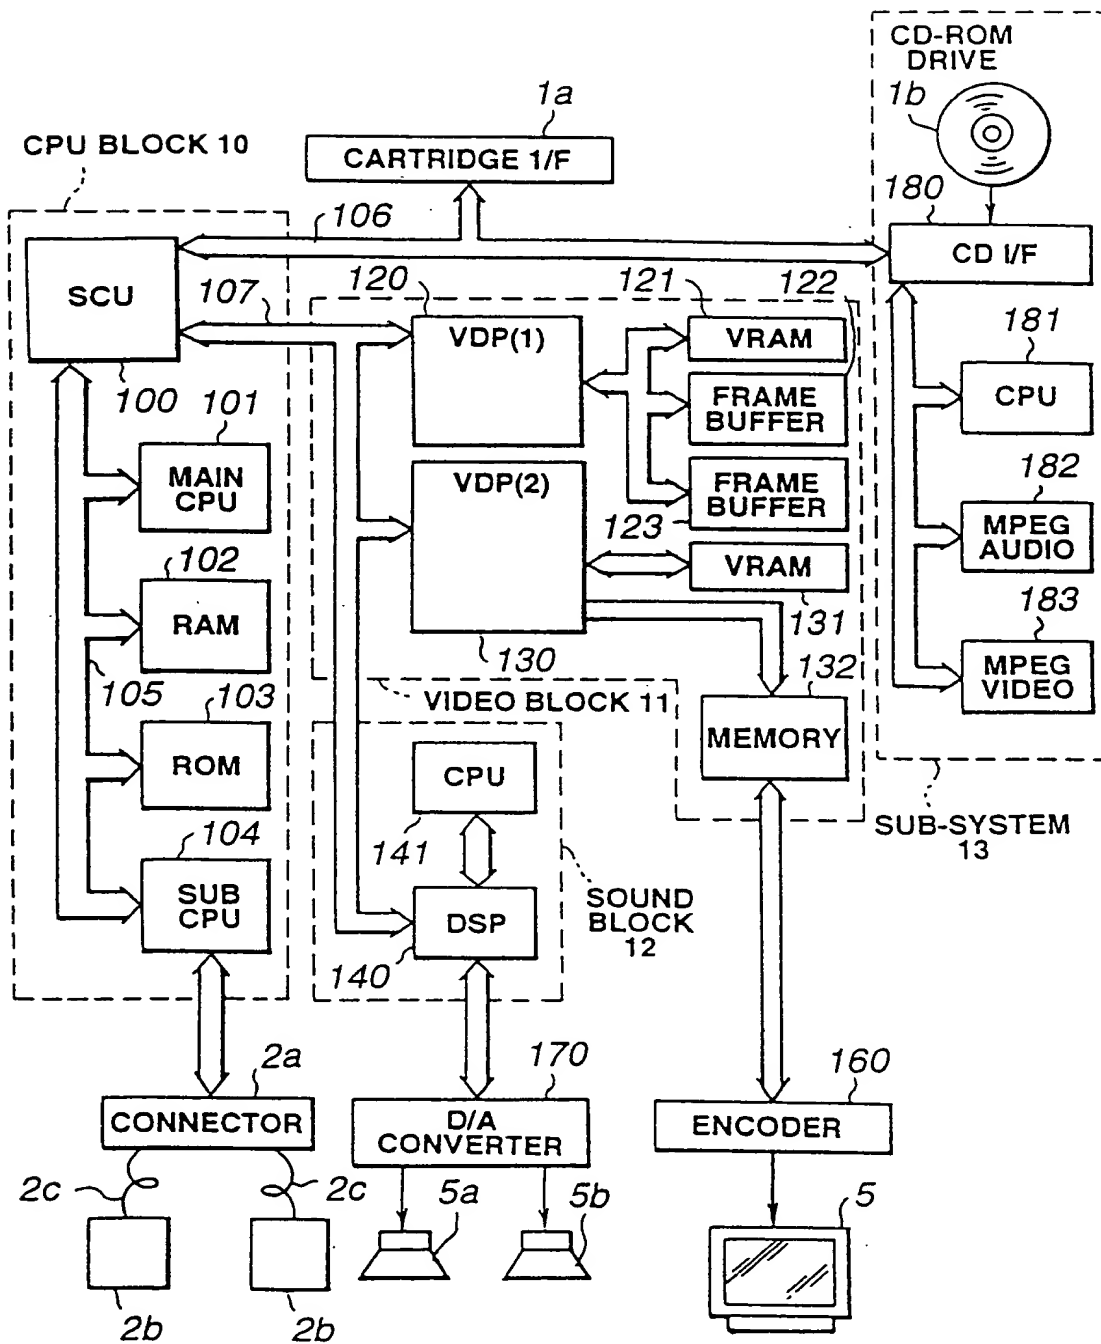 CD-ROM
DRIVE
1b
1a
CPU BLOCK 10
CARTRIDGE I/F
180
106
SCU
CD I/F
107
120
121
122
VDP(1)
VRAM
181
100
101
FRAME
BUFFER
CPU
MAIN
CPU
VDP(2)
FRAME
BUFFER
182
123
MPEG
AUDIO
VRAM
102
131
183
RAM
130
132
MPEG
VIDEO
105
103
VIDEO BLOCK 11
MEMORY
ROM
CPU
SUB-SYSTEM
13
104
141
SOUND
BLOCK
12
SUB
CPU
DSP
140
2a
170
160
CONNECTOR
D/A
CONVERTER
ENCODER
2c
2c
5a
5b
5
2b
2b